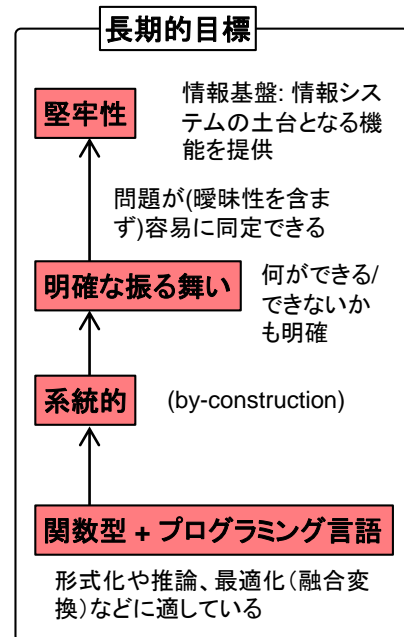 長期的目標
堅牢性
情報基盤: 情報シス
テムの土台となる機
能を提供
問題が(曖昧性を含ま
ず)容易に同定できる
明確な振る舞い
何ができる/
できないか
も明確
系統的
(by-construction)
関数型 + プログラミング言語
形式化や推論、最適化（融合変
換）などに適している